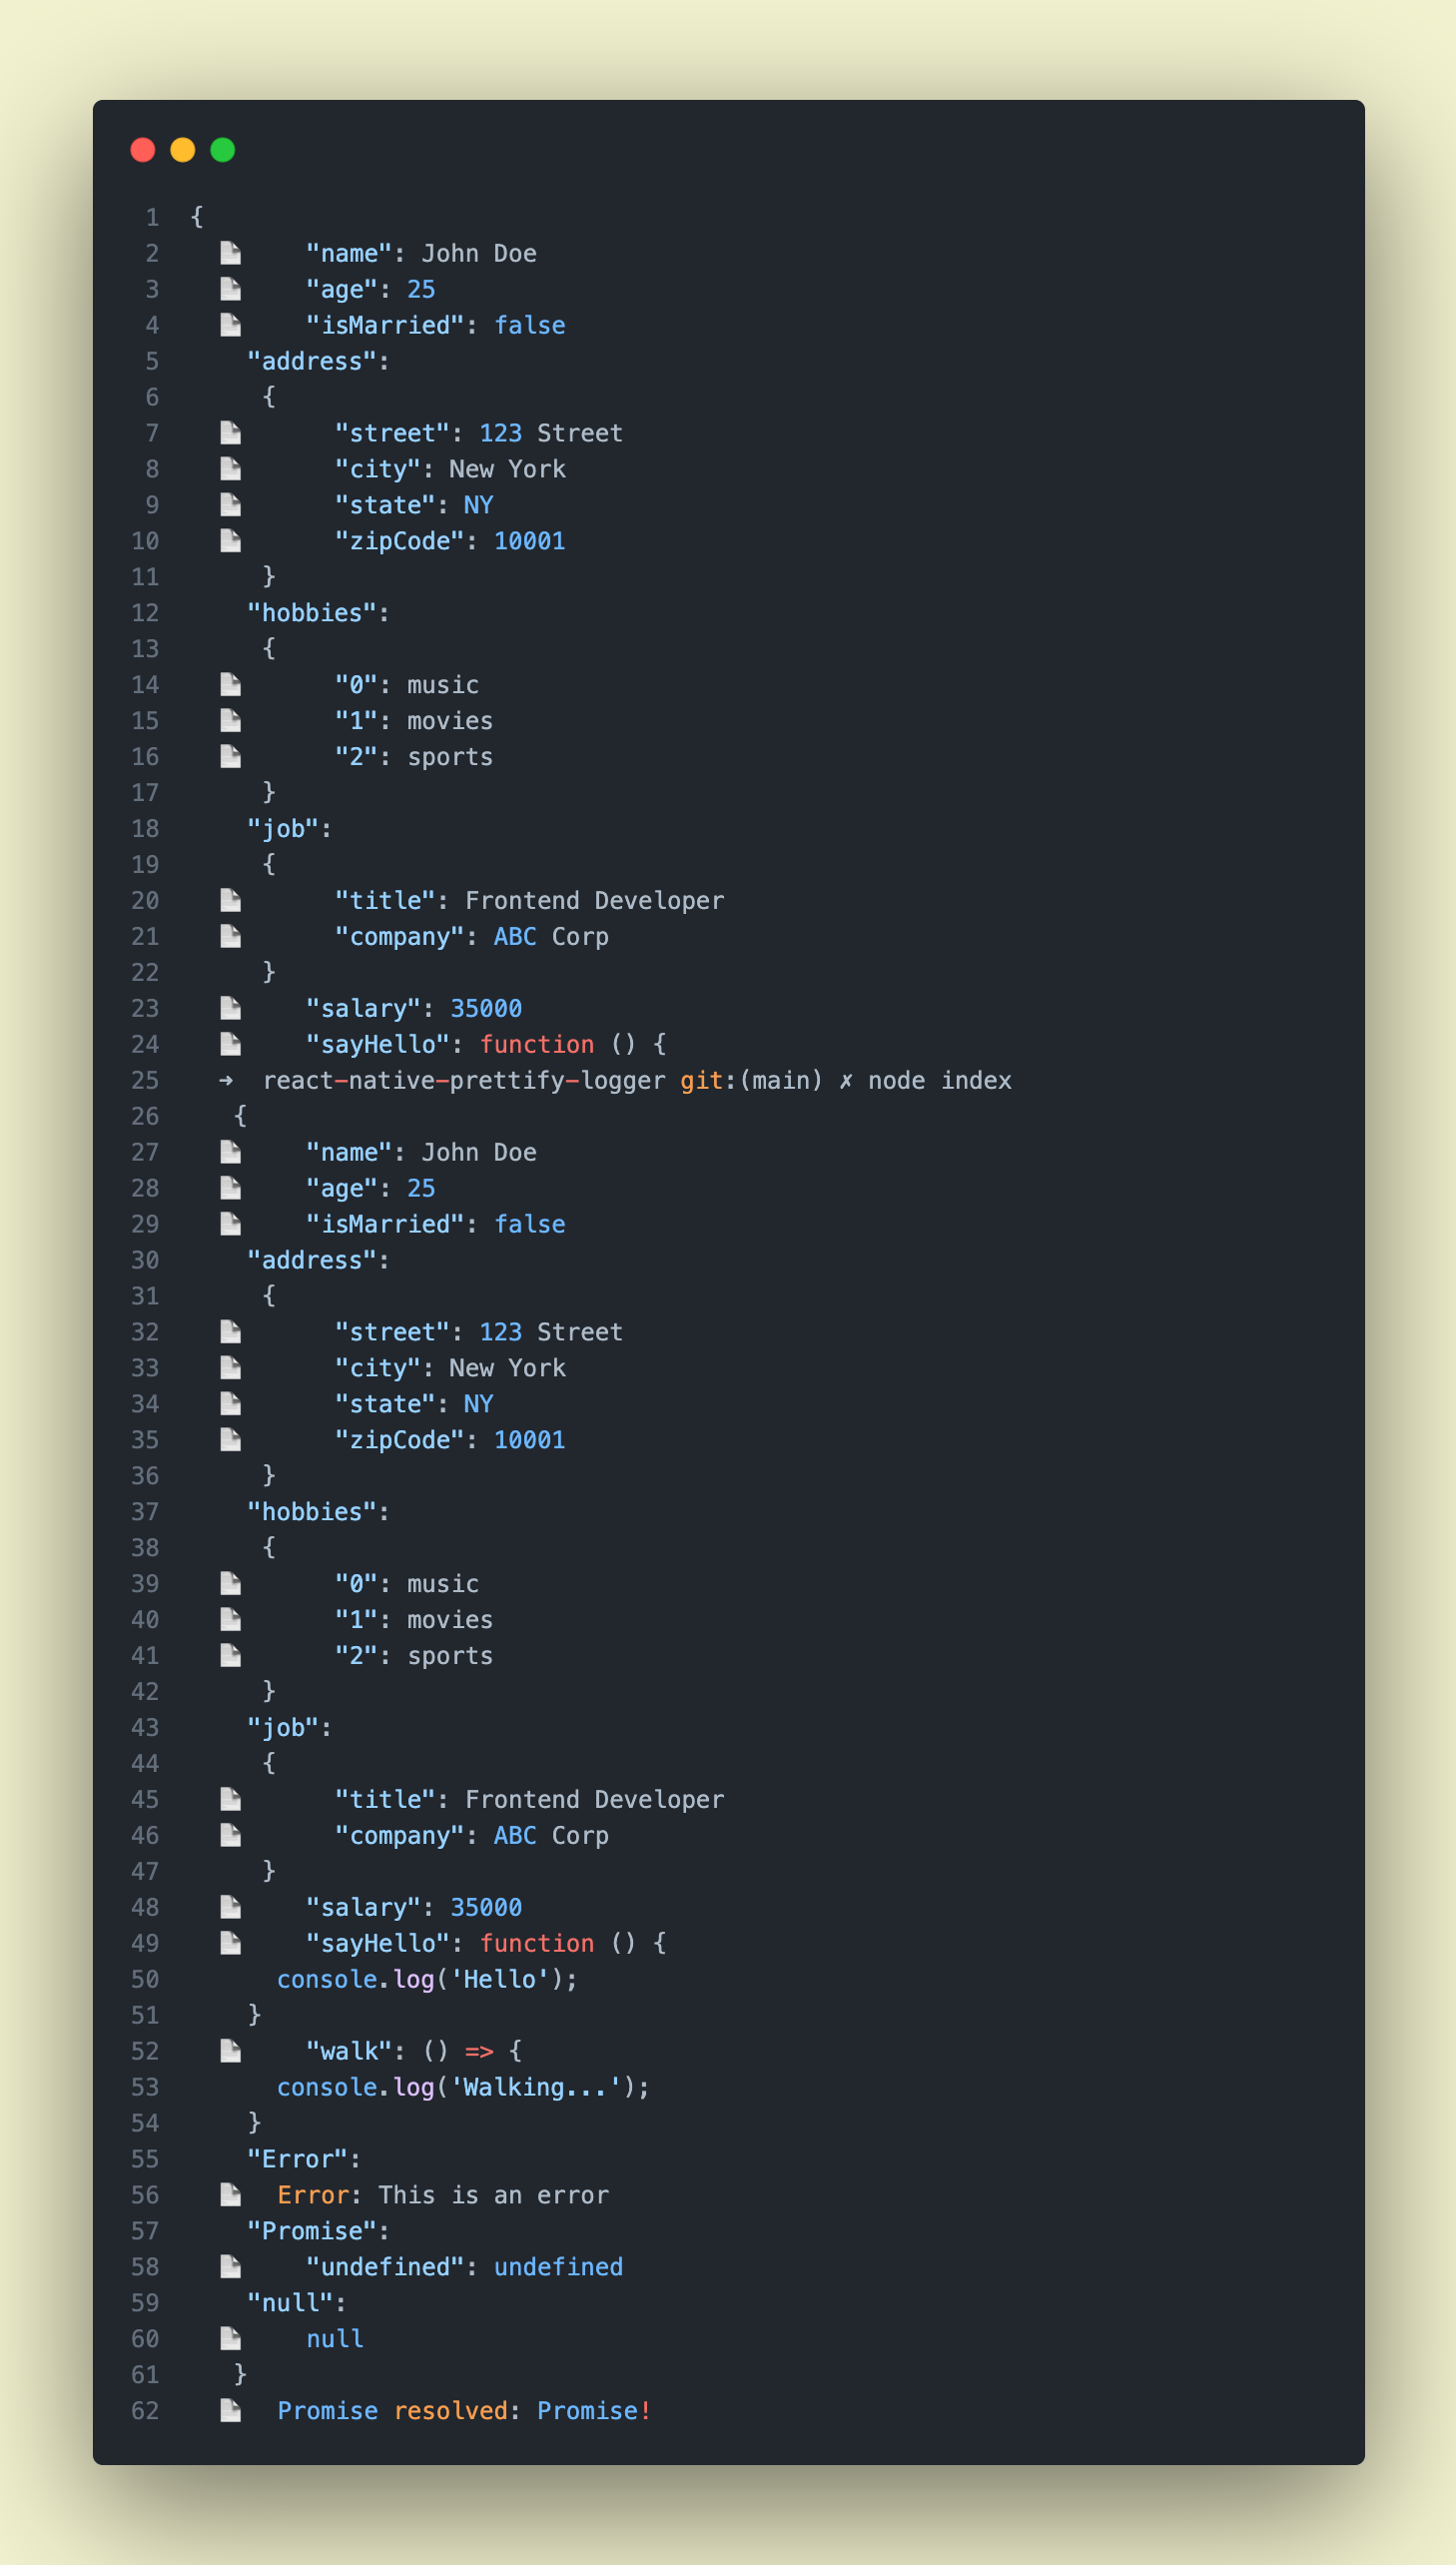 1 {
2 📄 "name": John Doe
3 📄 "age": 25
4 📄 "isMarried": false
5 "address":
6 {
7 📄 "street": 123 Street
8 📄 "city": New York
9 📄 "state": NY
10 📄 "zipCode": 10001
11 }
12 "hobbies":
13 {
14 📄 "0": music
15 📄 "1": movies
16 📄 "2": sports
17 }
18 "job":
19 {
20 📄 "title": Frontend Developer
21 📄 "company": ABC Corp
22 }
23 📄 "salary": 35000
24 📄 "sayHello": function () {
25 ➜ react-native-prettify-logger git:(main) ✗ node index
26 {
27 📄 "name": John Doe
28 📄 "age": 25
29 📄 "isMarried": false
30 "address":
31 {
32 📄 "street": 123 Street
33 📄 "city": New York
34 📄 "state": NY
35 📄 "zipCode": 10001
36 }
37 "hobbies":
38 {
39 📄 "0": music
40 📄 "1": movies
41 📄 "2": sports
42 }
43 "job":
44 {
45 📄 "title": Frontend Developer
46 📄 "company": ABC Corp
47 }
48 📄 "salary": 35000
49 📄 "sayHello": function () {
50 console.log('Hello');
51 }
52 📄 "walk": () => {
53 console.log('Walking...');
54 }
55 "Error":
56 📄 Error: This is an error
57 "Promise":
58 📄 "undefined": undefined
59 "null":
60 📄 null
61 }
62 📄 Promise resolved: Promise!